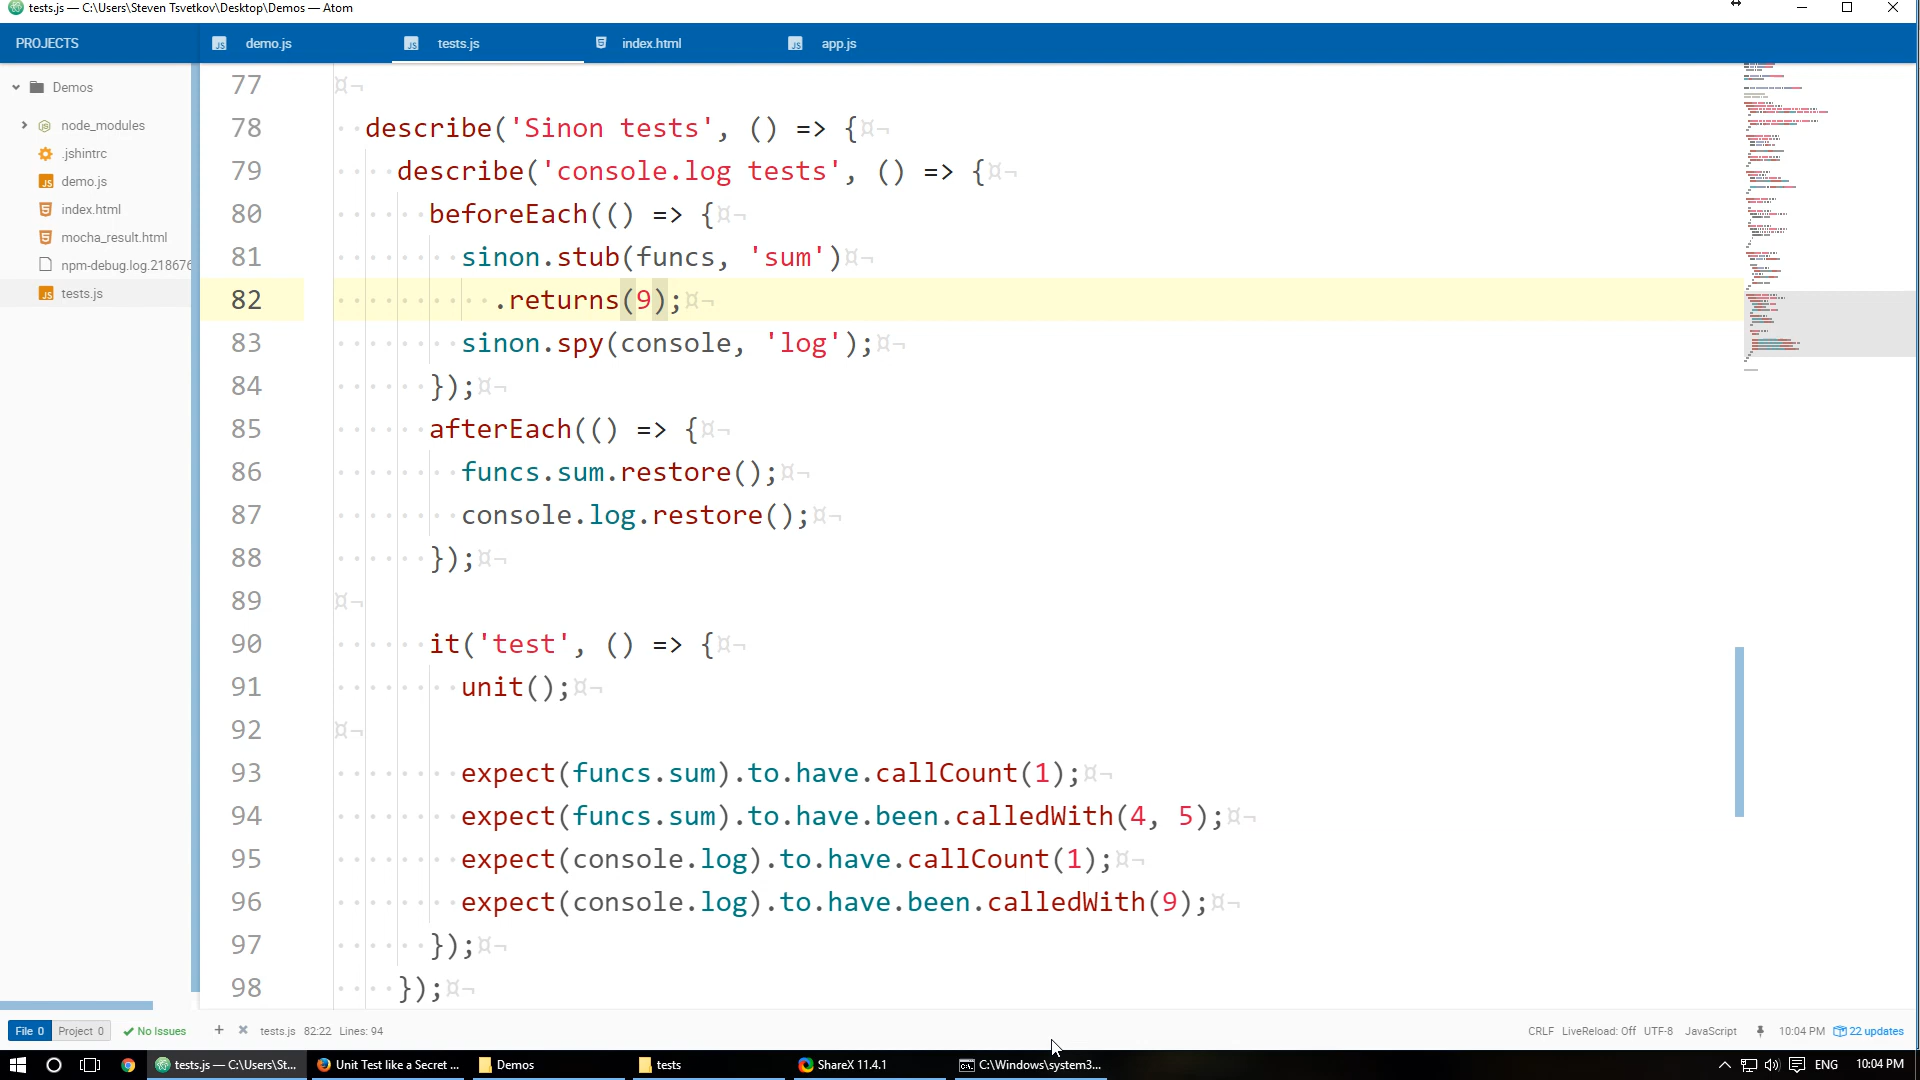 tests.js — C:\Users\Steven Tsvetkov\Desktop\Demos — Atom
PROJECTS
demo.js
tests.js
index.html
app.js
Demos
node_modules
.jshintrc
demo.js
index.html
mocha_result.html
npm-debug.log.218676
tests.js
77
78 describe('Sinon tests', () => {
79 describe('console.log tests', () => {
80 beforeEach(() => {
81 sinon.stub(funcs, 'sum')
82 .returns(9);
83 sinon.spy(console, 'log');
84 });
85 afterEach(() => {
86 funcs.sum.restore();
87 console.log.restore();
88 });
89
90 it('test', () => {
91 unit();
92
93 expect(funcs.sum).to.have.callCount(1);
94 expect(funcs.sum).to.have.been.calledWith(4, 5);
95 expect(console.log).to.have.callCount(1);
96 expect(console.log).to.have.been.calledWith(9);
97 });
98 });
File 0 Project 0 No Issues + tests.js 82:22 Lines: 94
CRLF LiveReload: Off UTF-8 JavaScript 10:04 PM 22 updates
tests.js — C:\Users\St...
Unit Test like a Secret ...
Demos
tests
ShareX 11.4.1
C:\Windows\system3...
ENG
10:04 PM